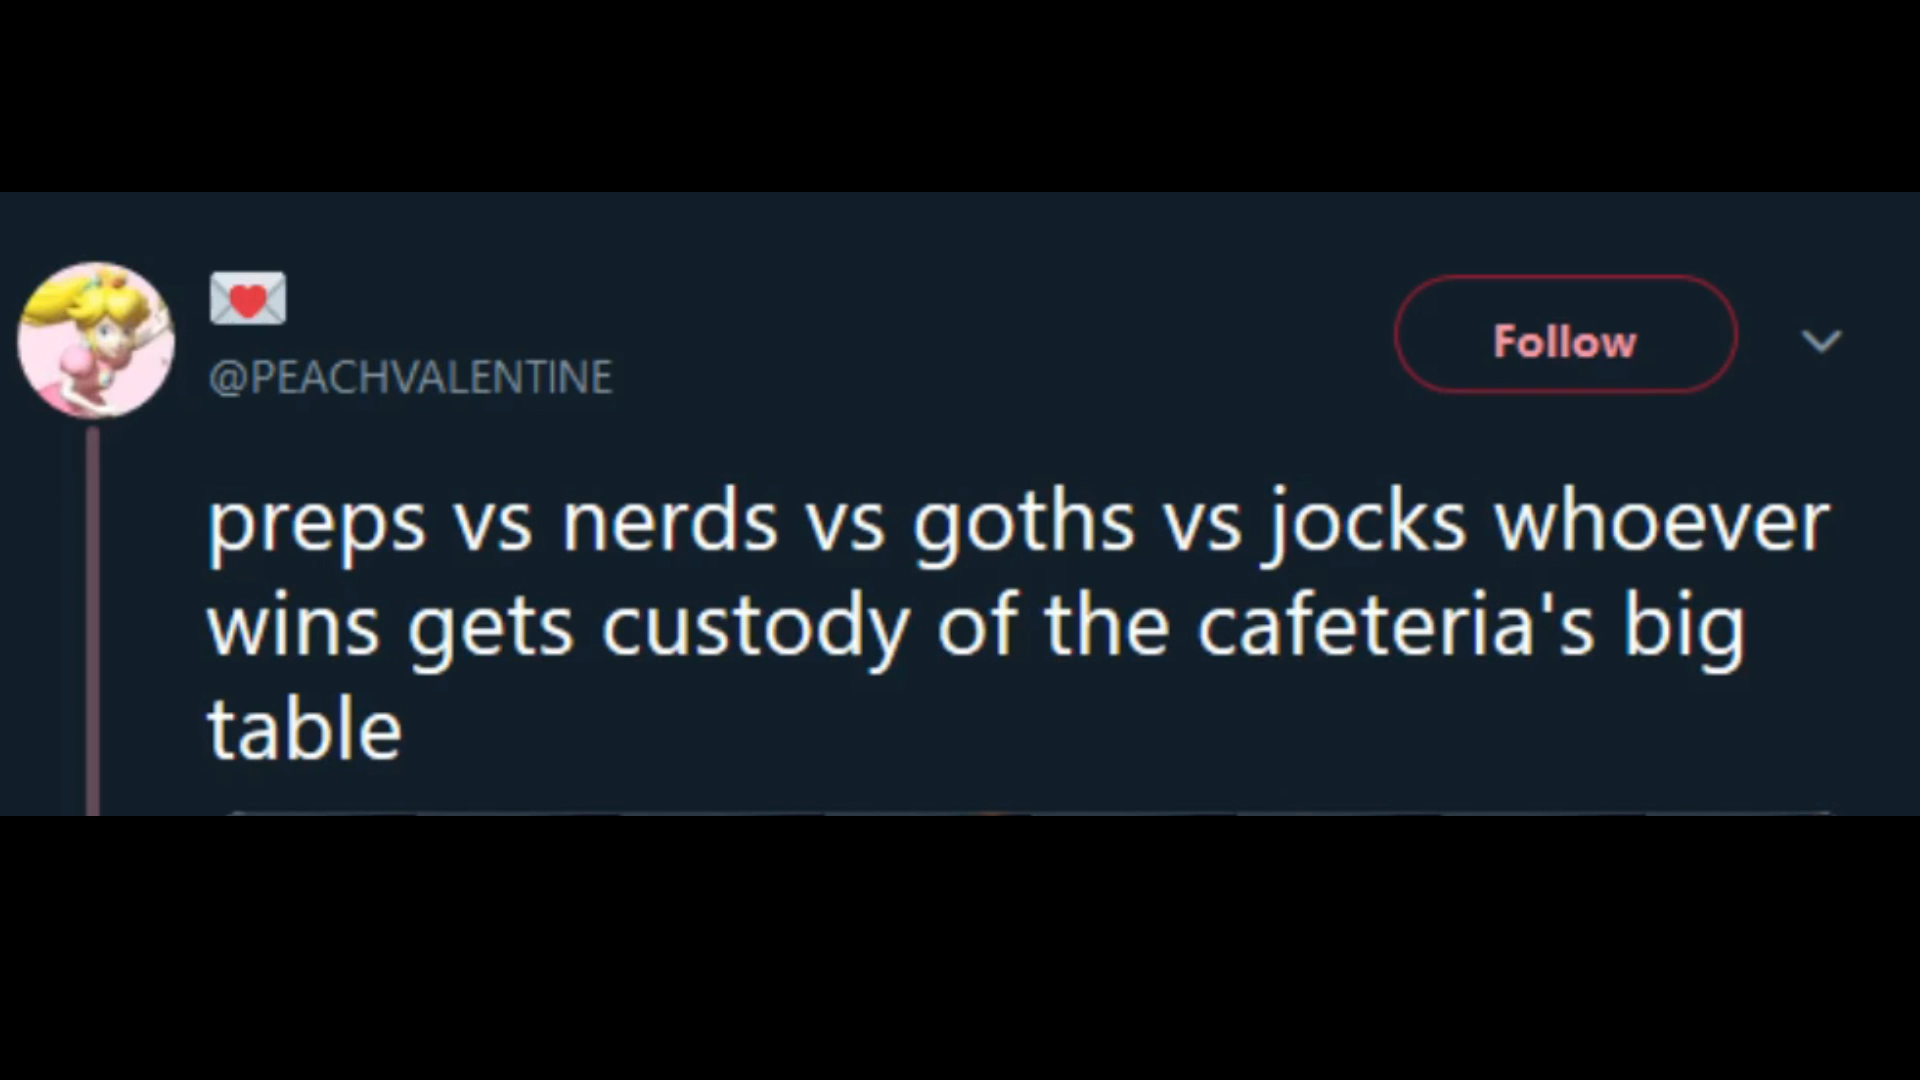 💌
@PEACHVALENTINE
Follow
preps vs nerds vs goths vs jocks whoever
wins gets custody of the cafeteria's big
table